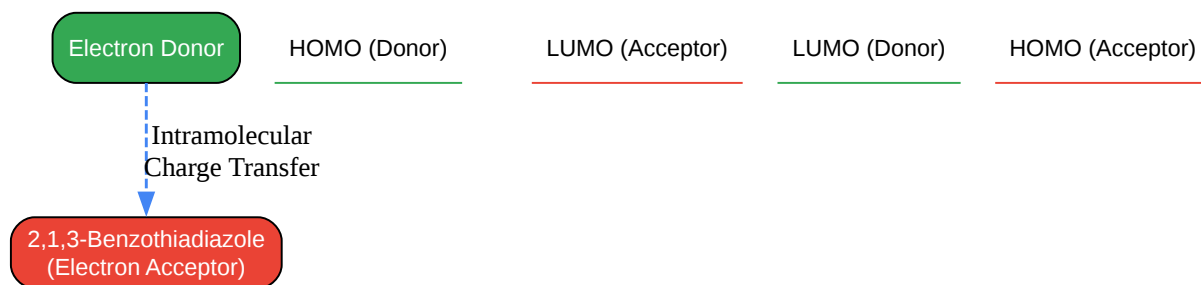 Electron Donor
HOMO (Donor)
LUMO (Acceptor)
LUMO (Donor)
HOMO (Acceptor)
Intramolecular
Charge Transfer
2,1,3-Benzothiadiazole
(Electron Acceptor)